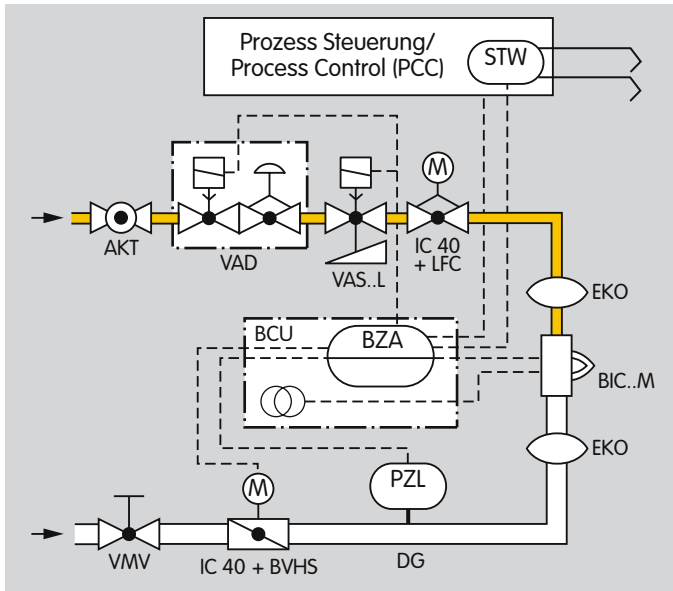 Prozess Steuerung/
Process Control (PCC)
STW
M
AKT
VAD
VAS..L
IC 40
+ LFC
EKO
BCU
BZA
BIC..M
EKO
M
PZL
VMV
IC 40 + BVHS
DG